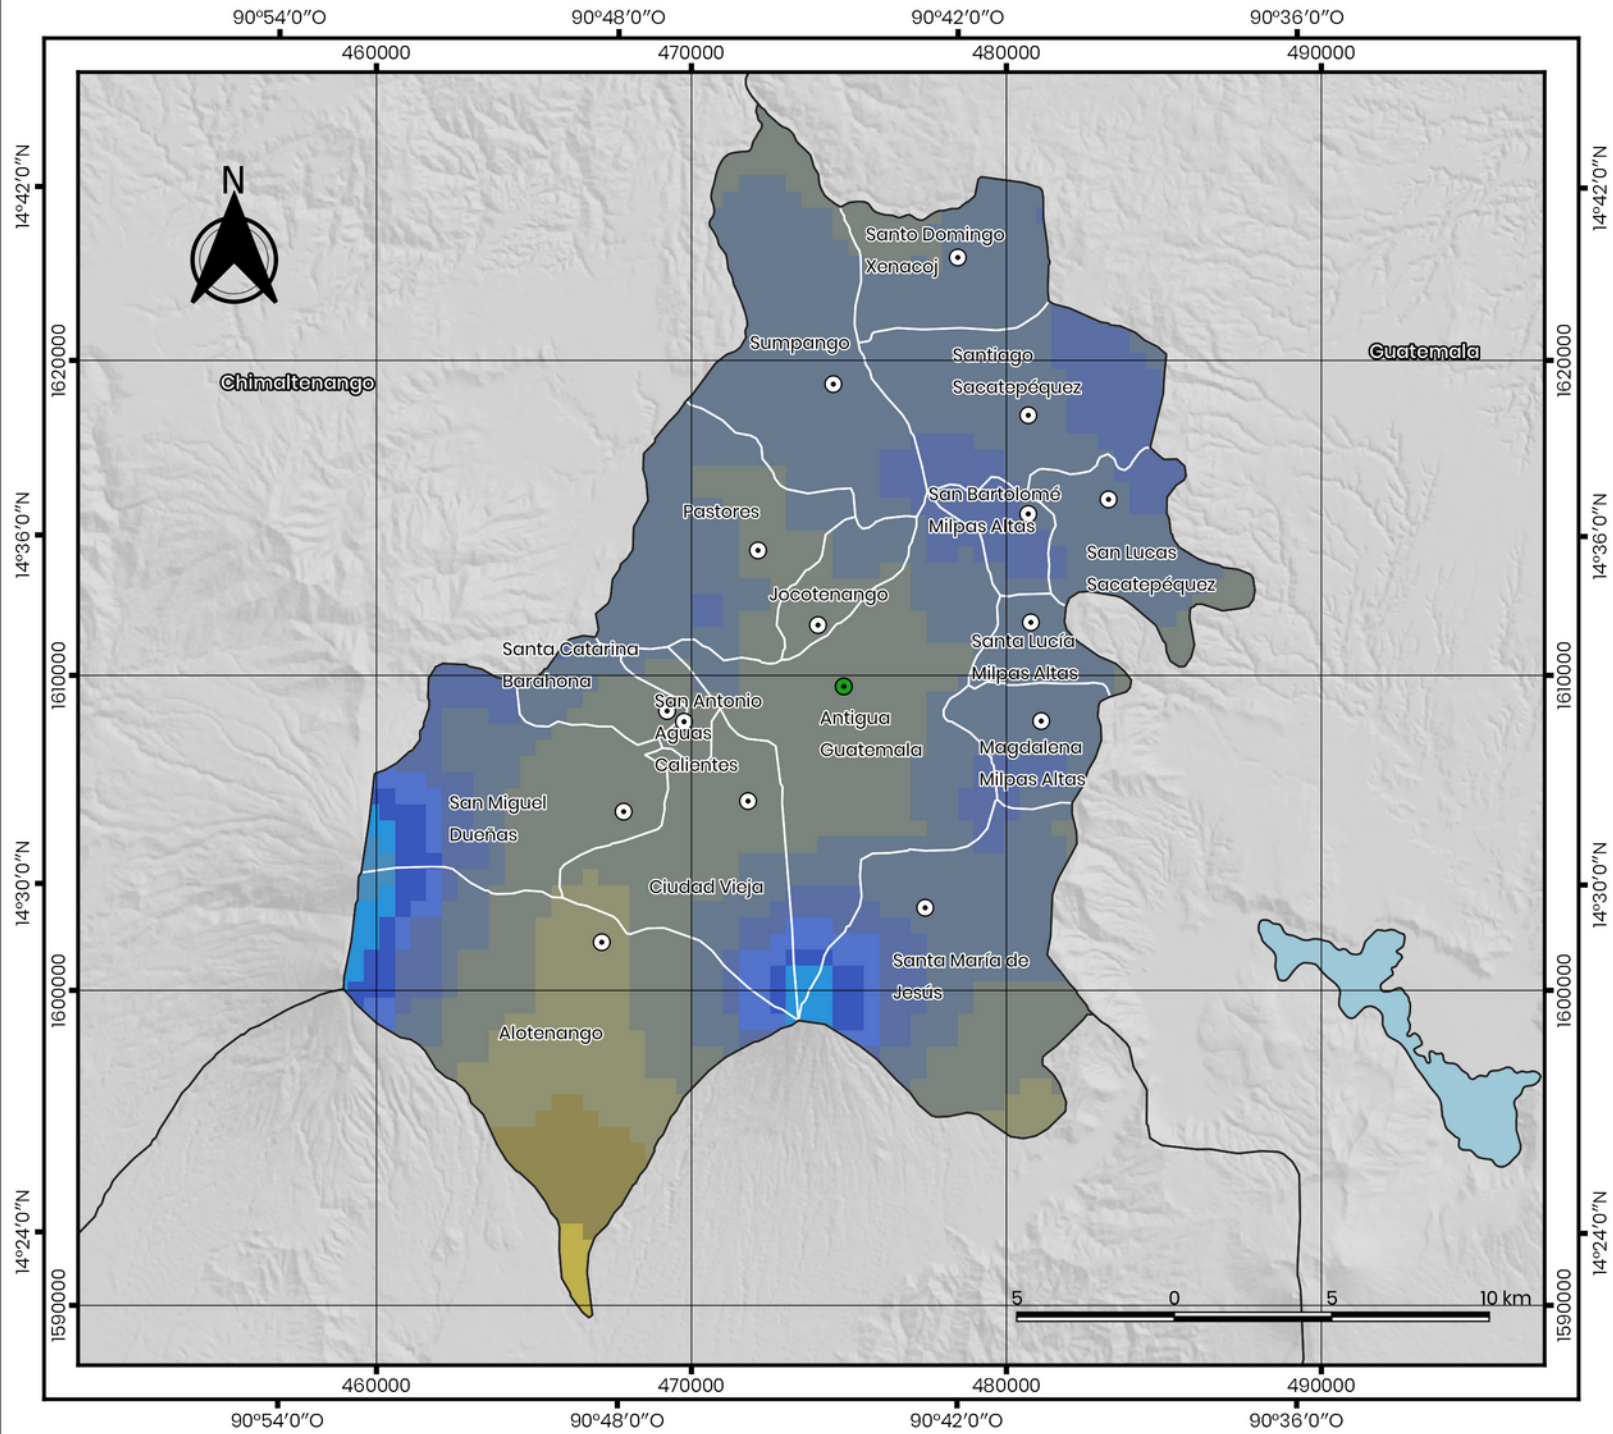 90°54'0"O 90°48'0"O 90°42'0"O 90°36'0"O
460000 470000 480000 490000
14°42'0"N
14°42'0"N
N
Santo Domingo
Xenacoj
Sumpango
Santiago
Sacatepéquez
Guatemala
Chimaltenango
1620000
1620000
San Bartolomé
Milpas Altas
Pastores
14°36'0"N
14°36'0"N
San Lucas
Sacatepéquez
Jocotenango
Santa Catarina
Barahona
Santa Lucía
Milpas Altas
1610000
1610000
San Antonio
Aguas
Calientes
Antigua
Guatemala
Magdalena
Milpas Altas
San Miguel
Dueñas
14°30'0"N
14°30'0"N
Ciudad Vieja
Santa María de
Jesús
1600000
1600000
Alotenango
14°24'0"N
14°24'0"N
1590000
1590000
5 0 5 10 km
460000 470000 480000 490000
90°54'0"O 90°48'0"O 90°42'0"O 90°36'0"O